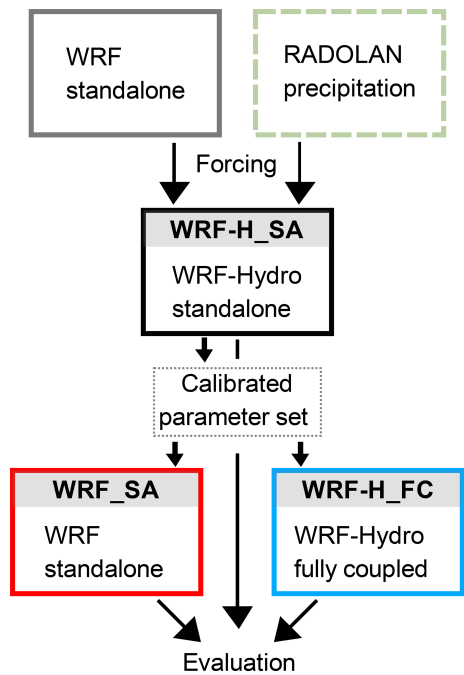 WRF
standalone
RADOLAN
precipitation
Forcing
WRF-H_SA
WRF-Hydro
standalone
Calibrated
parameter set
WRF_SA
WRF
standalone
WRF-H_FC
WRF-Hydro
fully coupled
Evaluation